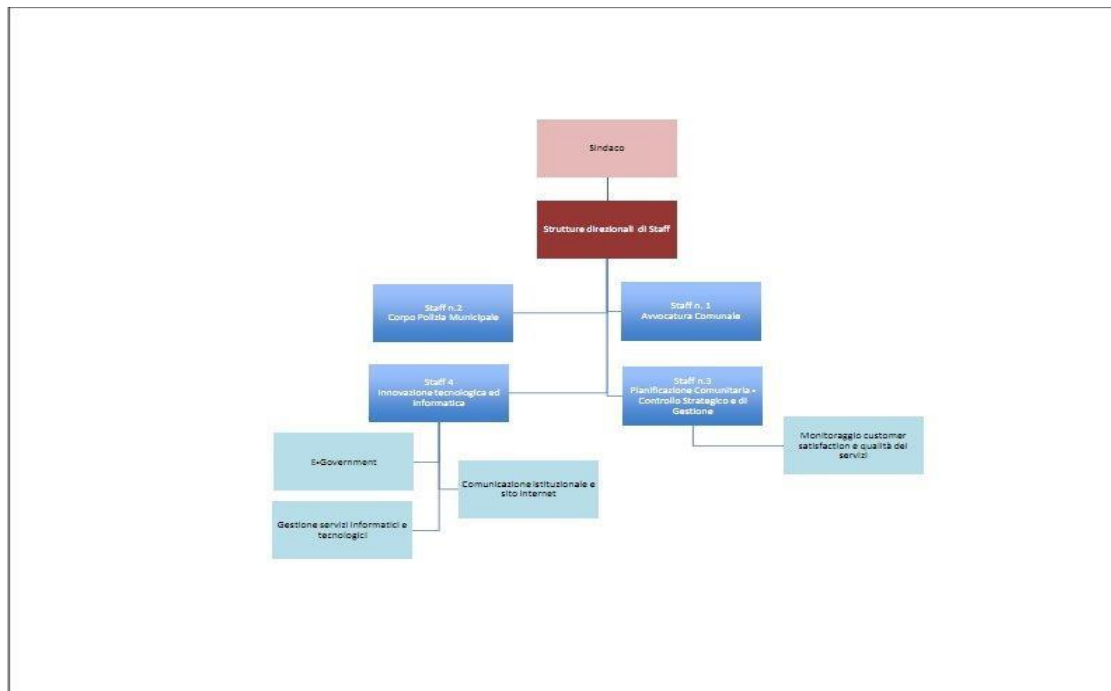 Sindaco
Strutture direzionali di Staff
Staff n.2
Corpo Polizia Municipale
Staff n. 1
Avvocatura Comunale
Staff 4
Innovazione tecnologica ed
Informatica
Staff n.3
Planificazione Comunitaria -
Controllo Strategico e di
Gestione
Monitoraggio customer
satisfaction e qualità dei
servizi
E-Government
Comunicazione istituzionale e
sito internet
Gestione servizi informatici e
tecnologici